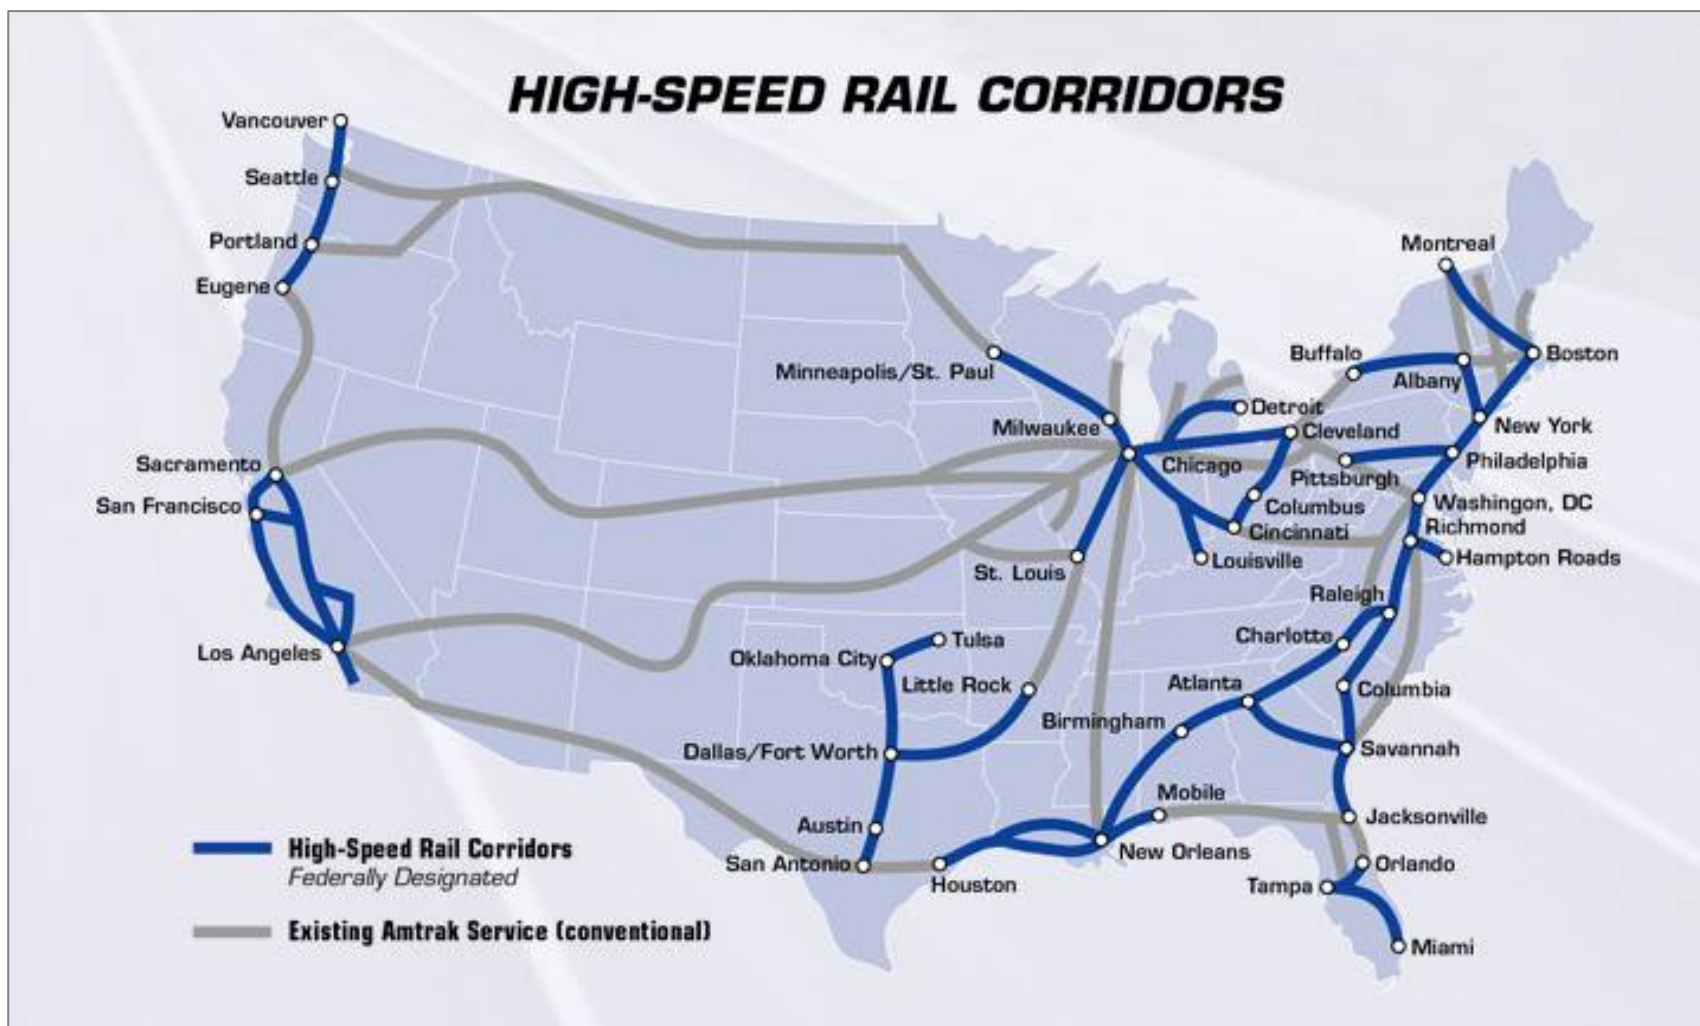 HIGH-SPEED RAIL CORRIDORS
Vancouver
Seattle
Portland
Eugene
Sacramento
San Francisco
Los Angeles
Minneapolis/St. Paul
Milwaukee
Chicago
Detroit
Cleveland
Pittsburgh
Columbus
Cincinnati
Louisville
St. Louis
Montreal
Buffalo
Albany
Boston
New York
Philadelphia
Washingon, DC
Richmond
Hampton Roads
Raleigh
Charlotte
Columbia
Atlanta
Birmingham
Savannah
Mobile
Jacksonville
Orlando
Tampa
Miami
New Orleans
Tulsa
Oklahoma City
Little Rock
Dallas/Fort Worth
Austin
San Antonio
Houston
High-Speed Rail Corridors
Federally Designated
Existing Amtrak Service (conventional)